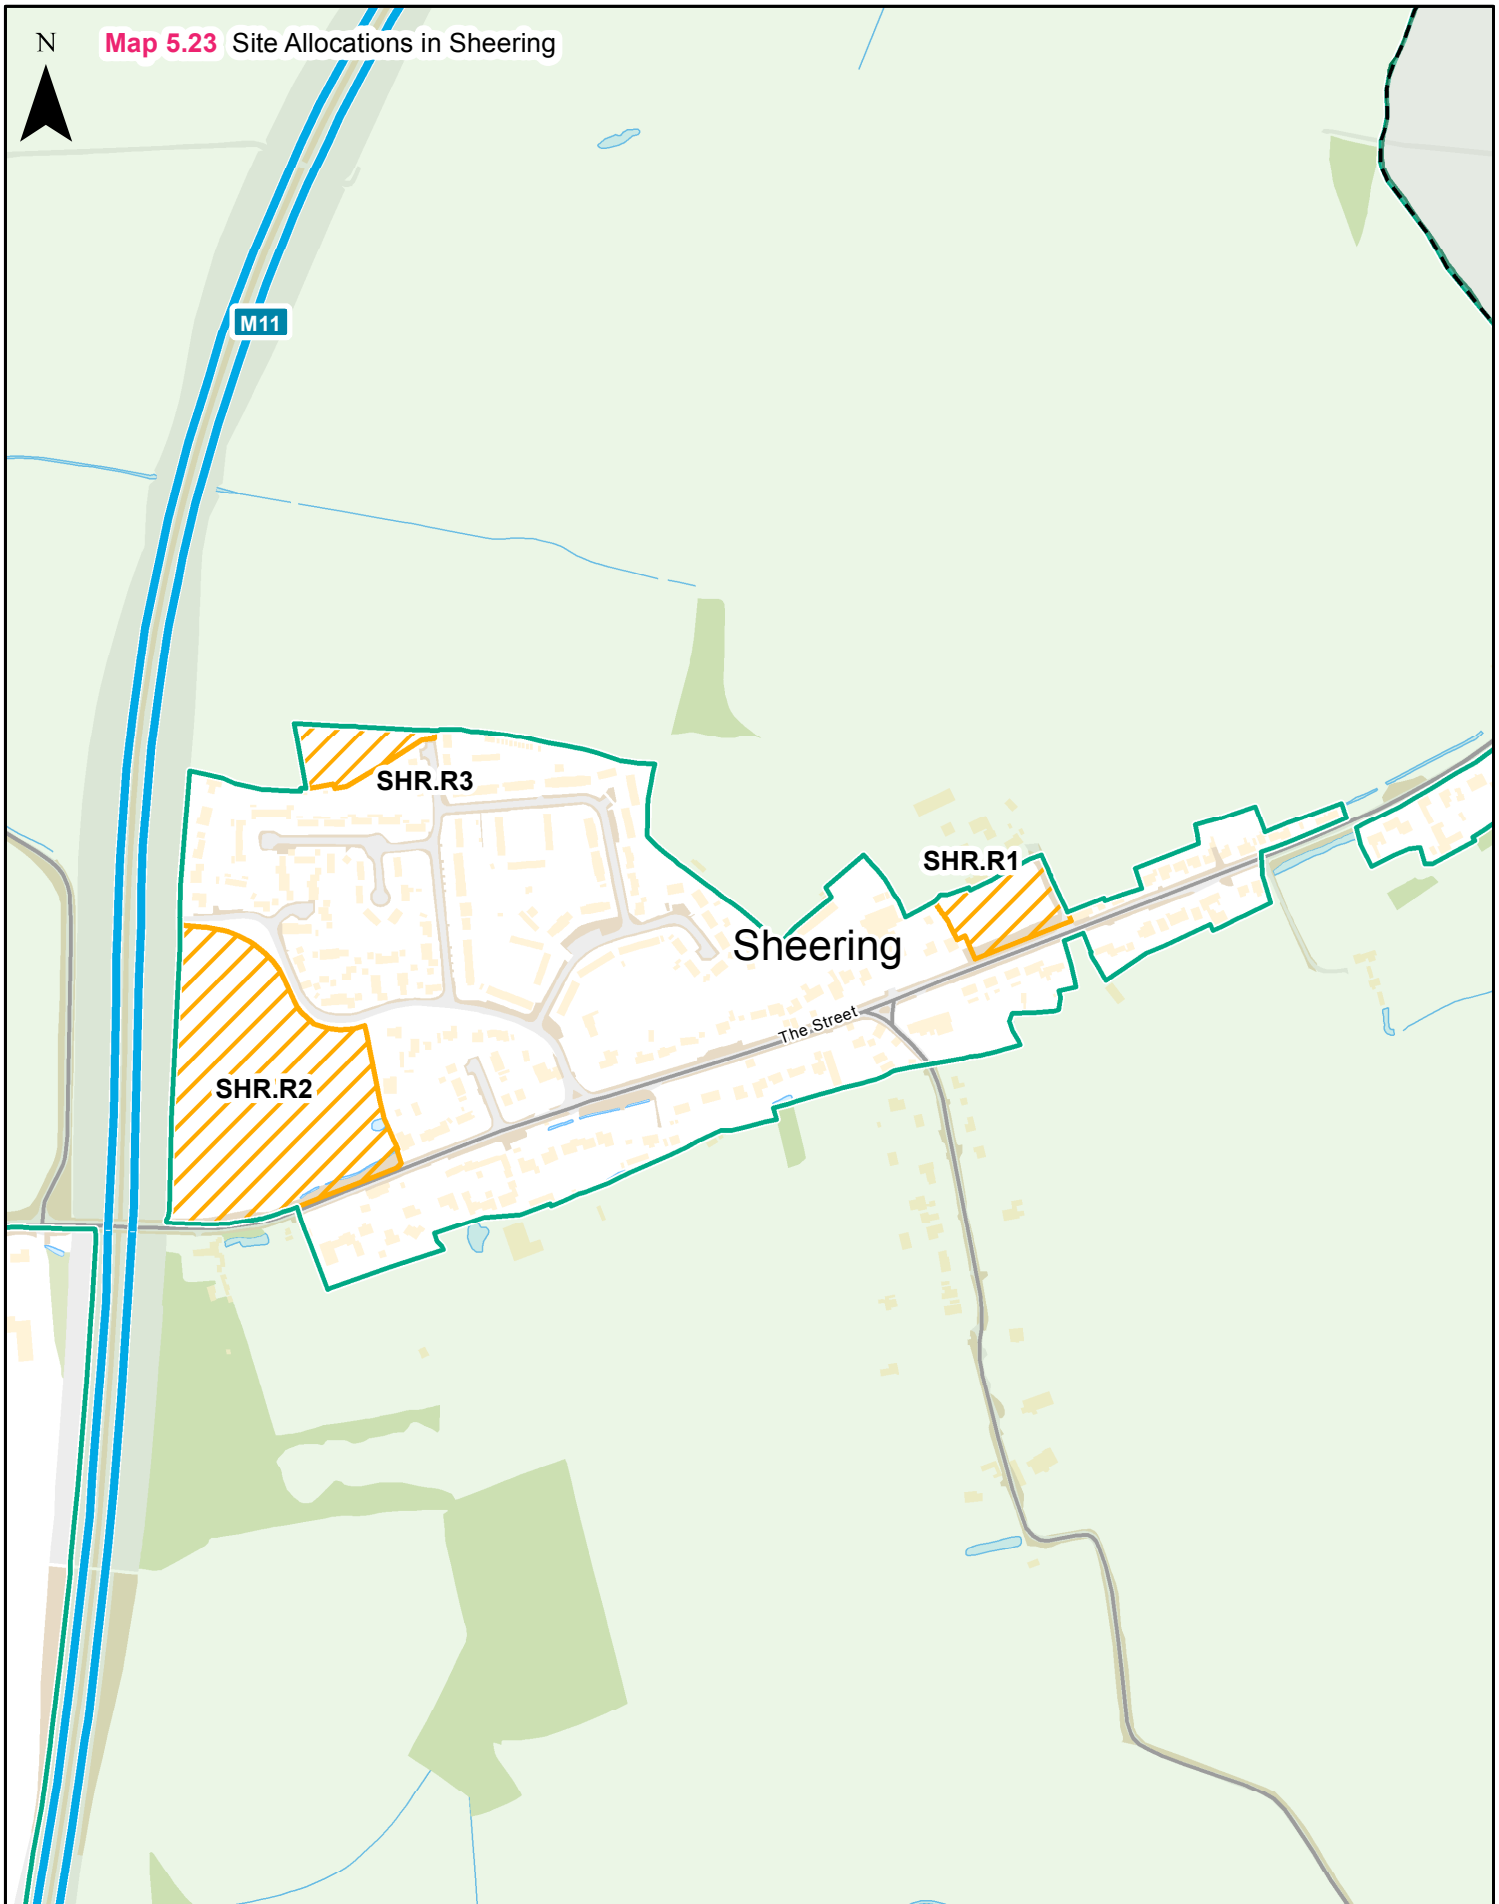 N
Map 5.23 Site Allocations in Sheering
M11
SHR.R3
SHR.R1
Sheering
The Street
SHR.R2